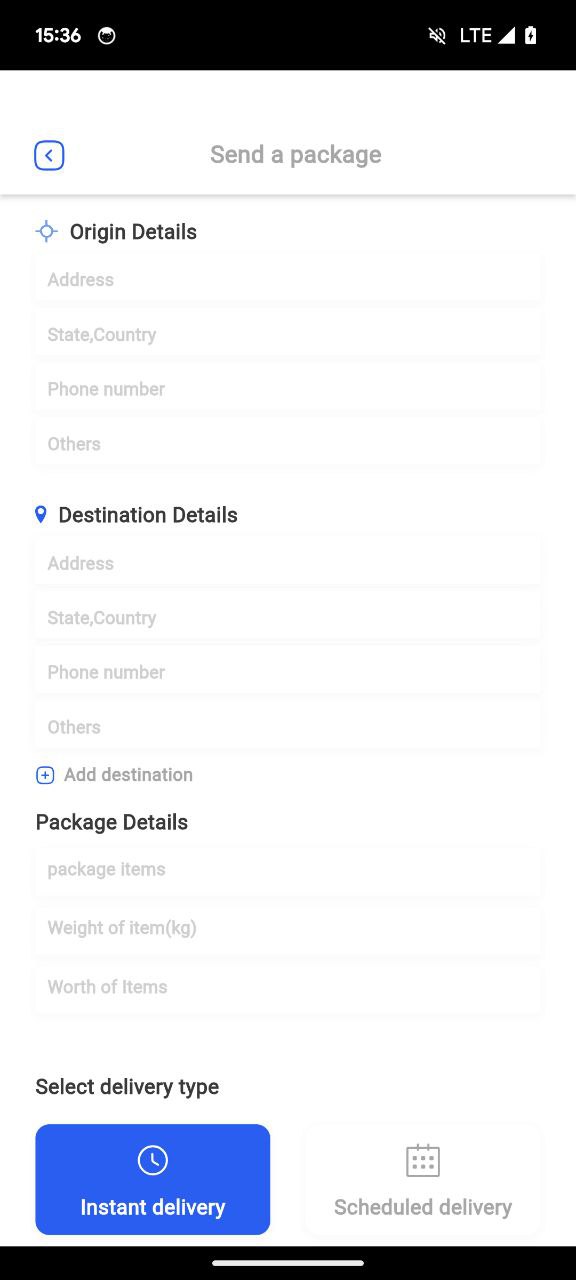 15:36
LTE
Send a package
Origin Details
Address
State,Country
Phone number
Others
Destination Details
Address
State,Country
Phone number
Others
Add destination
Package Details
package items
Weight of item(kg)
Worth of Items
Select delivery type
Instant delivery
Scheduled delivery